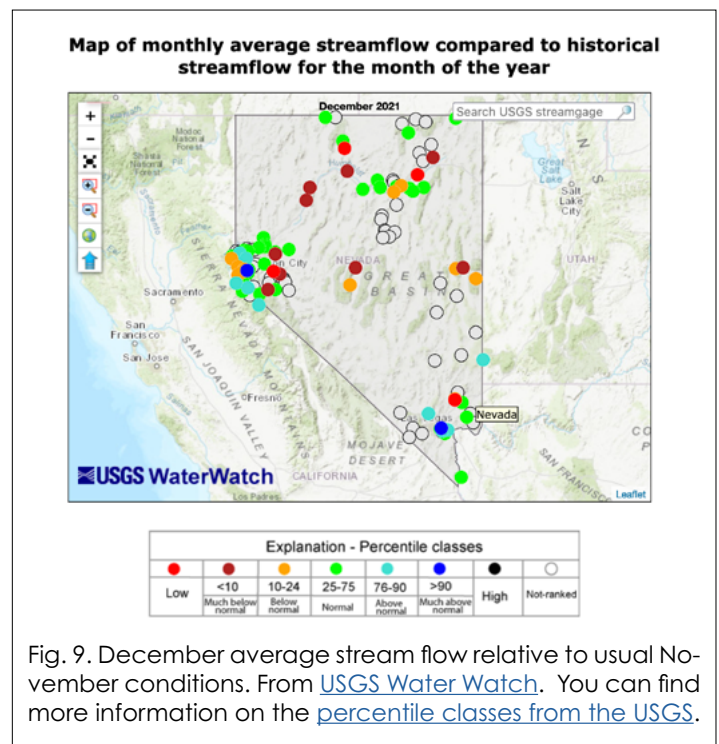 Map of monthly average streamflow compared to historical
streamflow for the month of the year
December 2021
Search USGS streamgage
+
−
Modoc
National
Forest
Shasta
National
Forest
Great
Salt
Lake
Salt
Lake
City
NEVADA
UTAH
GREAT
BASIN
SIERRA NEVADA MOUNTAINS
Sacramento
San
Francisco
San Jose
SAN JOAQUIN VALLEY
Fresno
Nevada
MOJAVE
DESERT
CALIFORNIA
Los Padres
USGS WaterWatch
Leaflet
Explanation - Percentile classes
Low <10 10-24 25-75 76-90 >90 High Not-ranked
Much below normal Below normal Normal Above normal Much above normal
Fig. 9. December average stream flow relative to usual No-
vember conditions. From USGS Water Watch. You can find
more information on the percentile classes from the USGS.